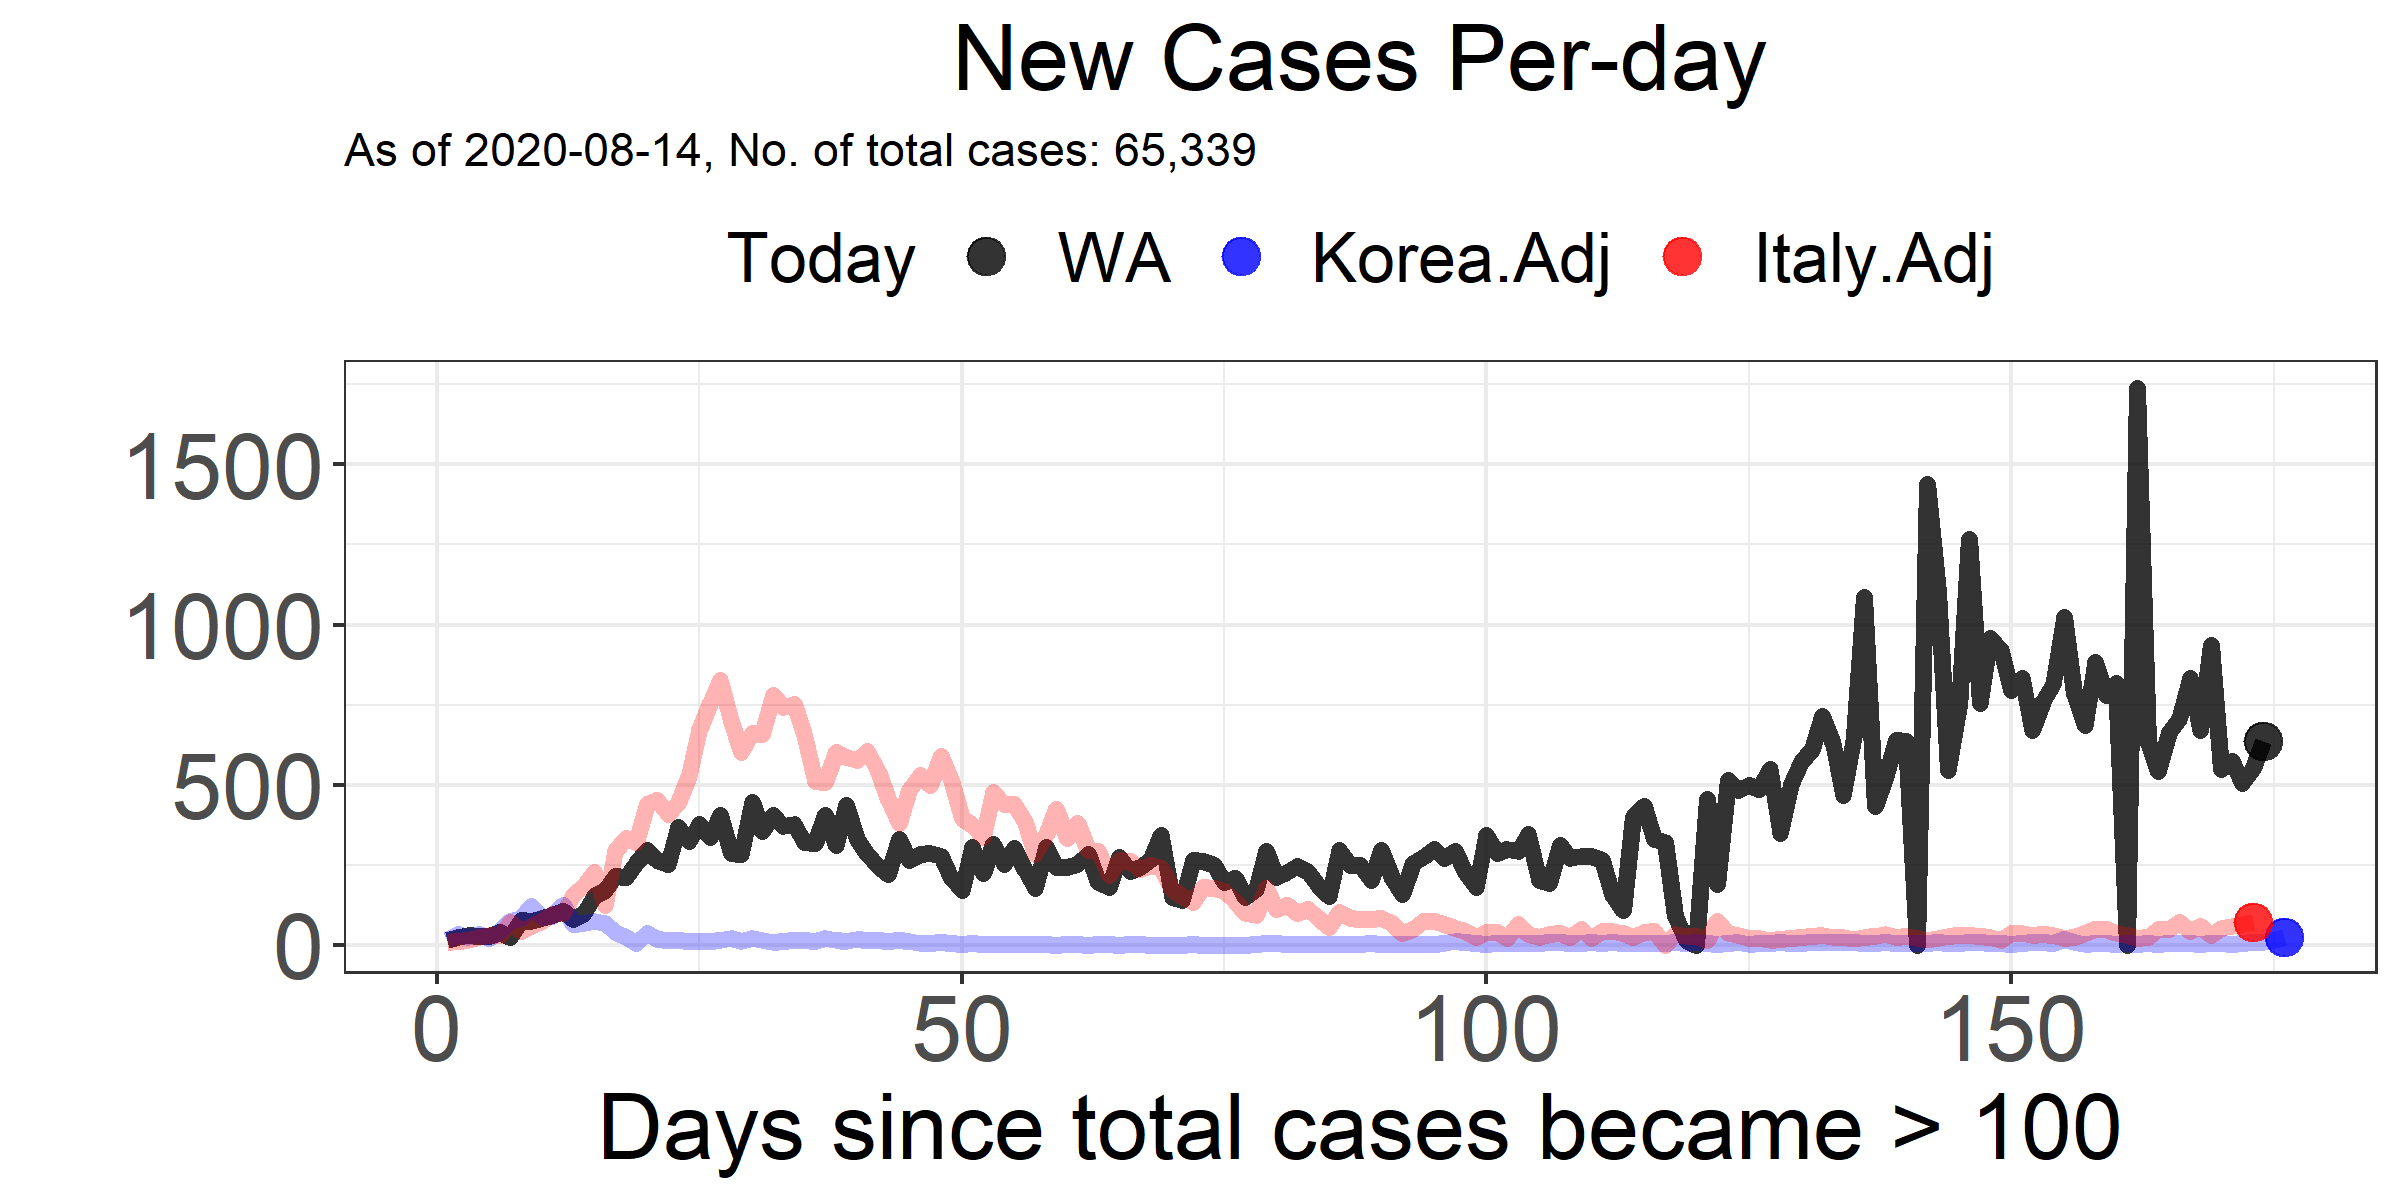 New Cases Per-day
As of 2020-08-14, No. of total cases: 65,339
Today WA Korea.Adj Italy.Adj
1500
1000
500
0
0 50 100 150
Days since total cases became > 100